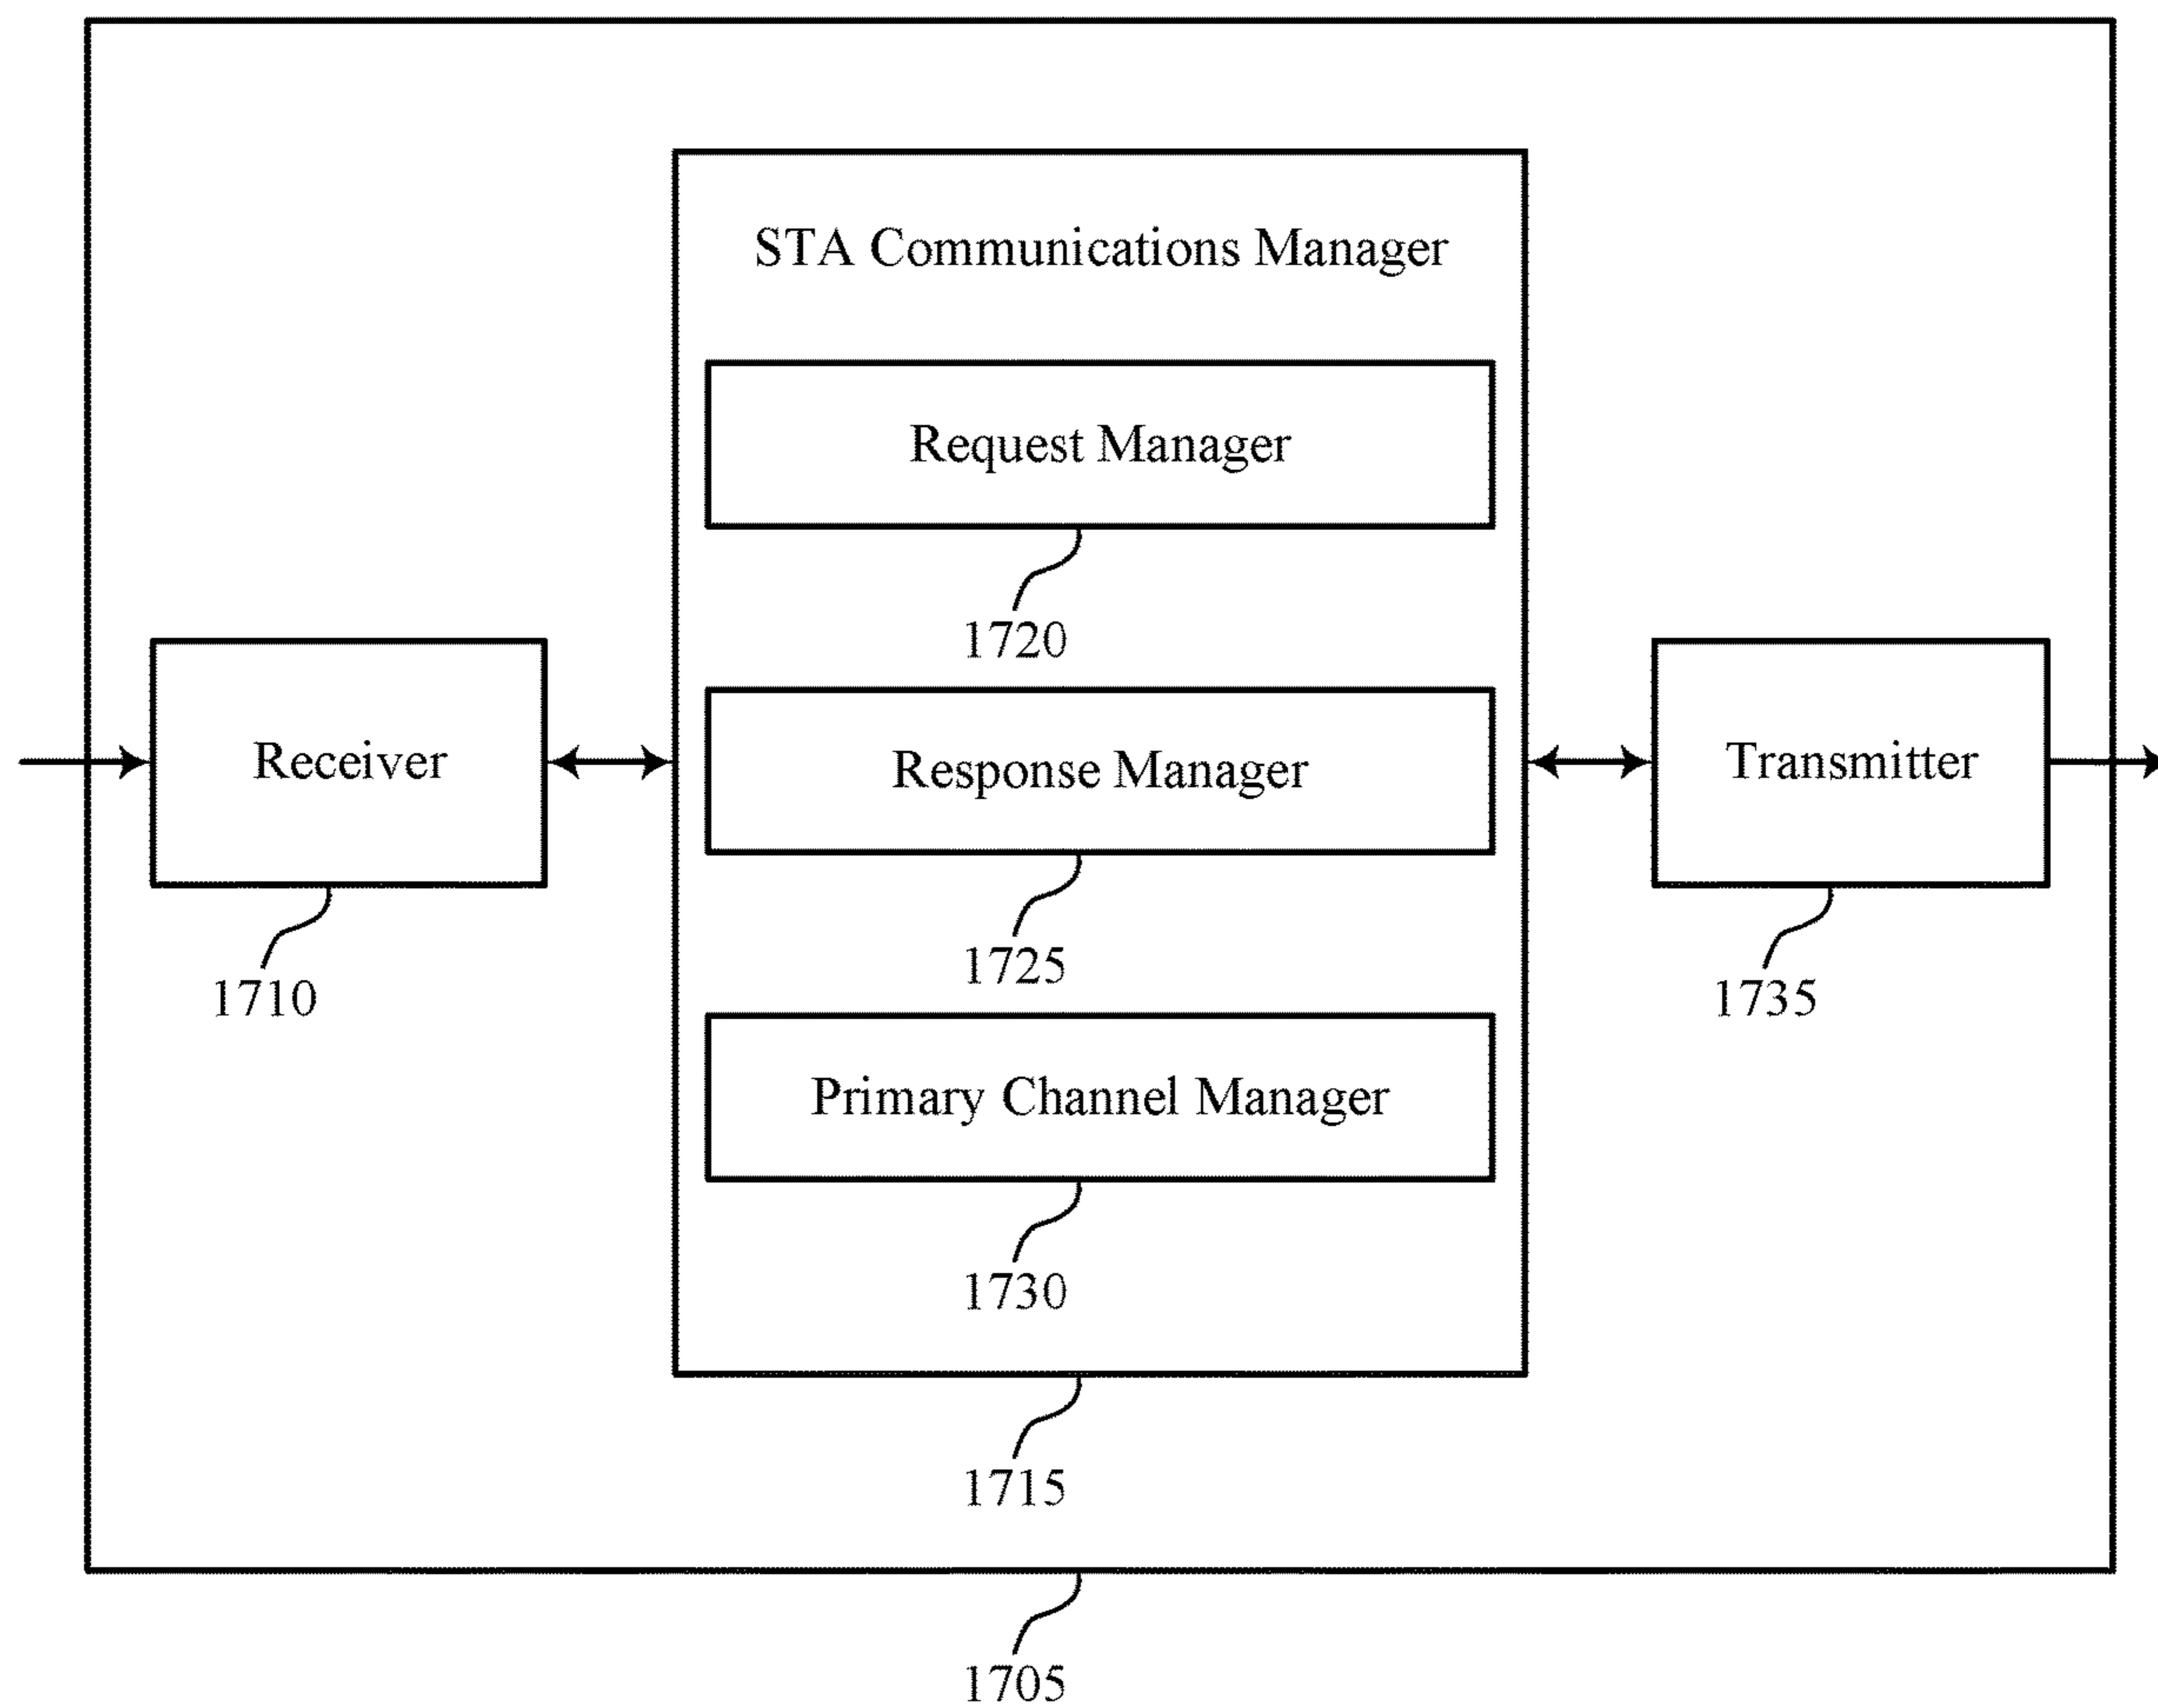 STA Communications Manager
Request Manager
1720
Receiver
1710
Response Manager
1725
Transmitter
1735
Primary Channel Manager
1730
1715
1705